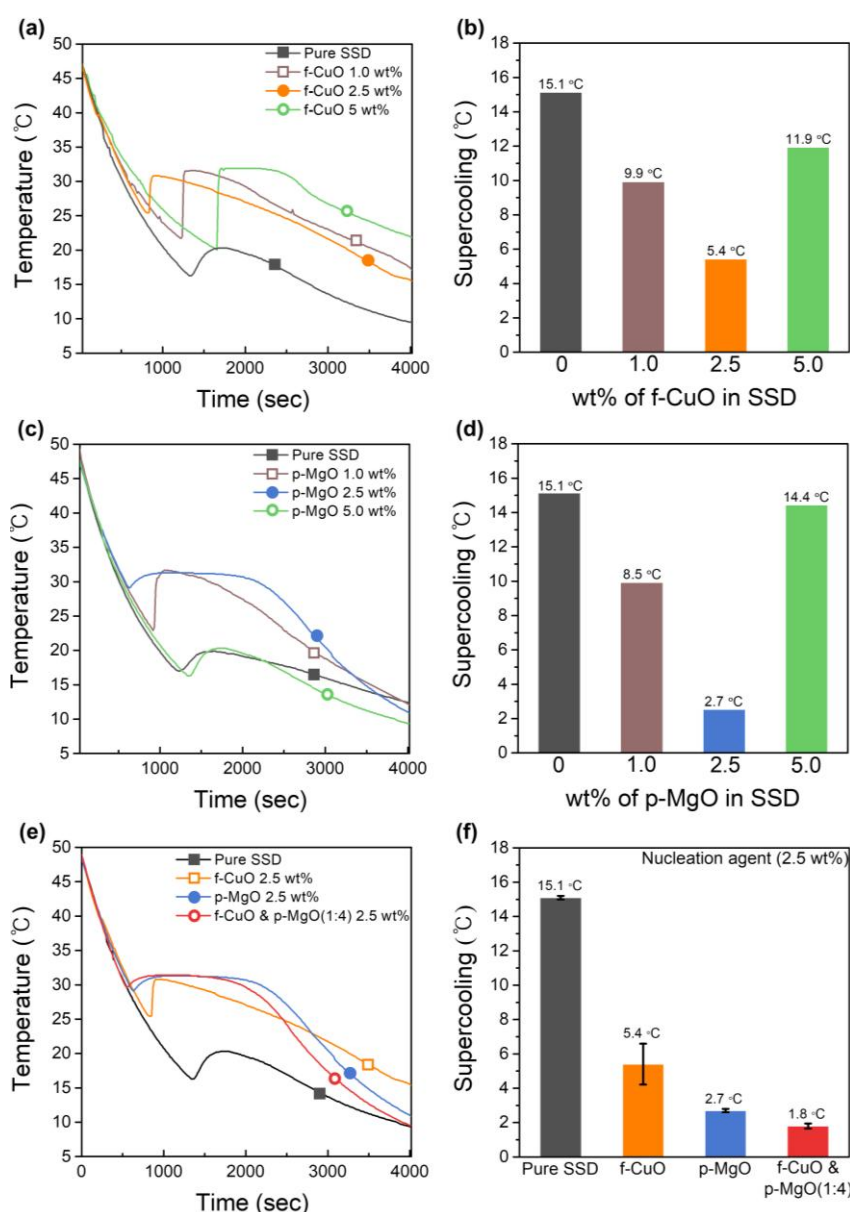 (a)
50
45
40
35
30
25
20
15
10
5
Temperature (℃)
Pure SSD
f-CuO 1.0 wt%
f-CuO 2.5 wt%
f-CuO 5 wt%
1000 2000 3000 4000
Time (sec)
(b)
18
16
14
12
10
8
6
4
2
0
Supercooling (℃)
15.1 °C
9.9 °C
5.4 °C
11.9 °C
0 1.0 2.5 5.0
wt% of f-CuO in SSD
(c)
50
45
40
35
30
25
20
15
10
5
Temperature (℃)
Pure SSD
p-MgO 1.0 wt%
p-MgO 2.5 wt%
p-MgO 5.0 wt%
1000 2000 3000 4000
Time (sec)
(d)
18
16
14
12
10
8
6
4
2
0
Supercooling (℃)
15.1 °C
8.5 °C
2.7 °C
14.4 °C
0 1.0 2.5 5.0
wt% of p-MgO in SSD
(e)
50
45
40
35
30
25
20
15
10
5
Temperature (℃)
Pure SSD
f-CuO 2.5 wt%
p-MgO 2.5 wt%
f-CuO & p-MgO(1:4) 2.5 wt%
0 1000 2000 3000 4000
Time (sec)
(f)
18
16
14
12
10
8
6
4
2
0
Supercooling (℃)
Nucleation agent (2.5 wt%)
15.1 °C
5.4 °C
2.7 °C
1.8 °C
Pure SSD f-CuO p-MgO f-CuO &
p-MgO(1:4)